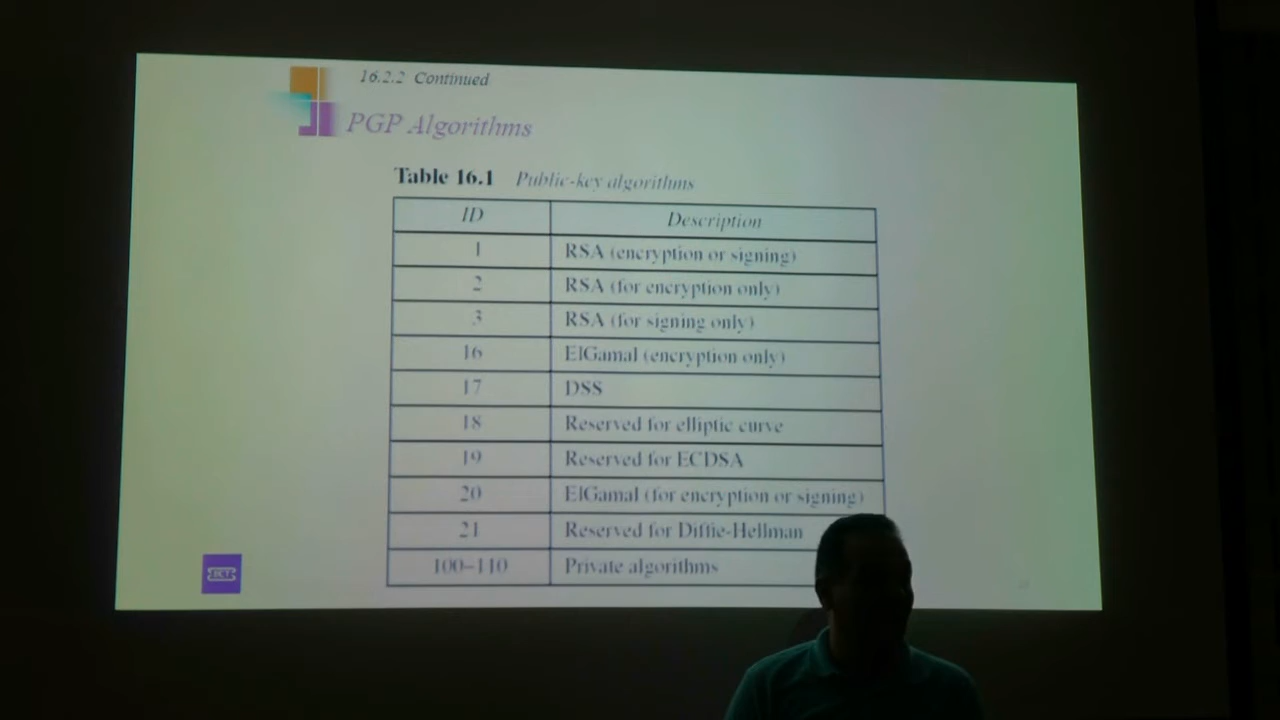 16.2.2 Continued
PGP Algorithms
Table 16.1 Public-key algorithms
ID Description
1 RSA (encryption or signing)
2 RSA (for encryption only)
3 RSA (for signing only)
16 ElGamal (encryption only)
17 DSS
18 Reserved for elliptic curve
19 Reserved for ECDSA
20 ElGamal (for encryption or signing)
21 Reserved for Diffie-Hellman
100–110 Private algorithms